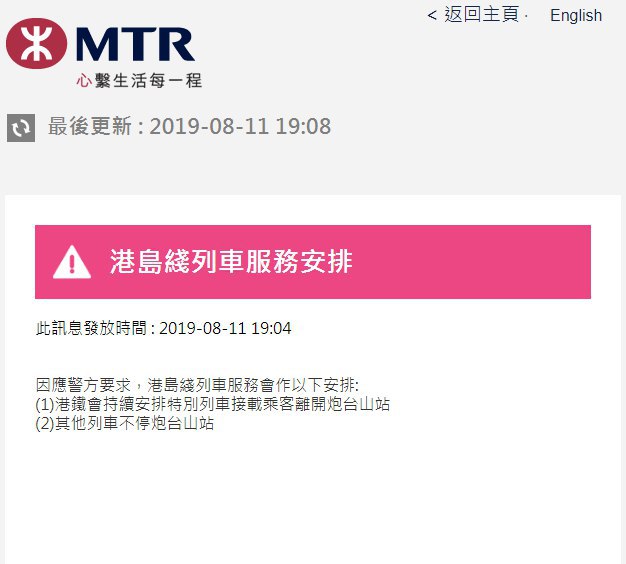 < 返回主頁 · English
MTR
心繫生活每一程
最後更新 : 2019-08-11 19:08
港島綫列車服務安排
此訊息發放時間 : 2019-08-11 19:04
因應警方要求，港島綫列車服務會作以下安排:
(1)港鐵會持續安排特別列車接載乘客離開炮台山站
(2)其他列車不停炮台山站